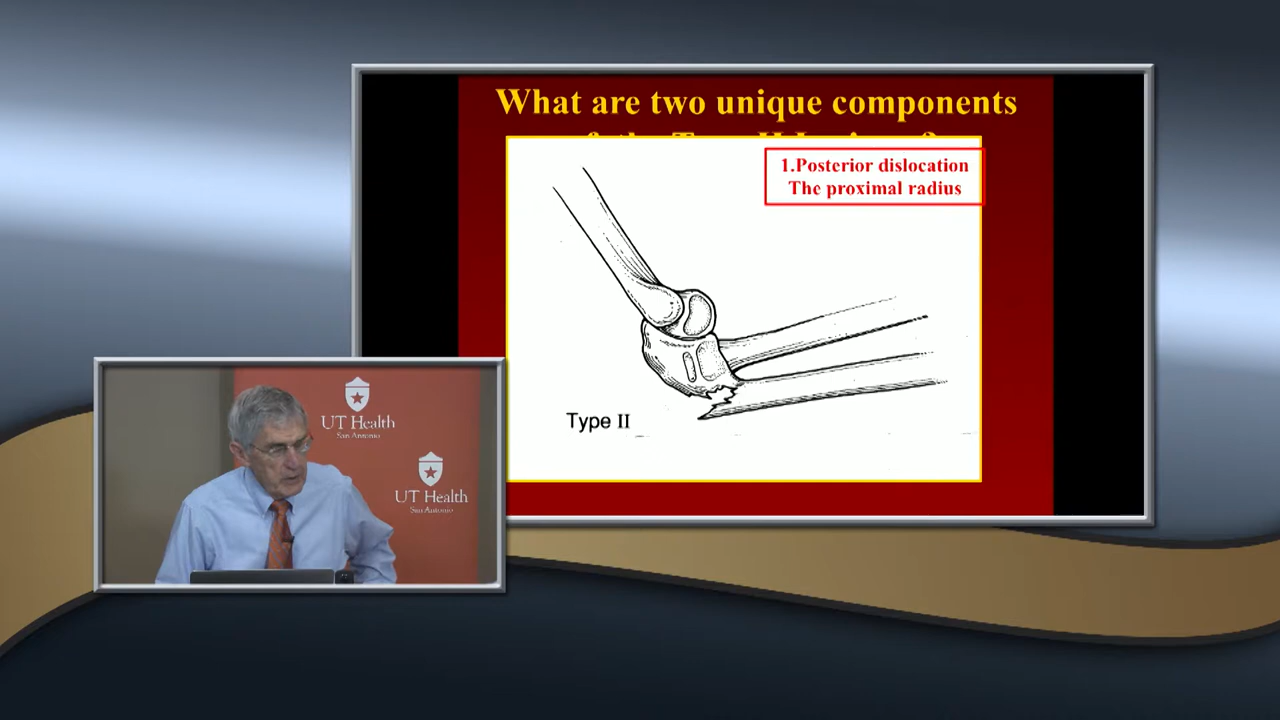 What are two unique components
1.Posterior dislocation
The proximal radius
Type II
UT Health
San Antonio
UT Health
San Antonio